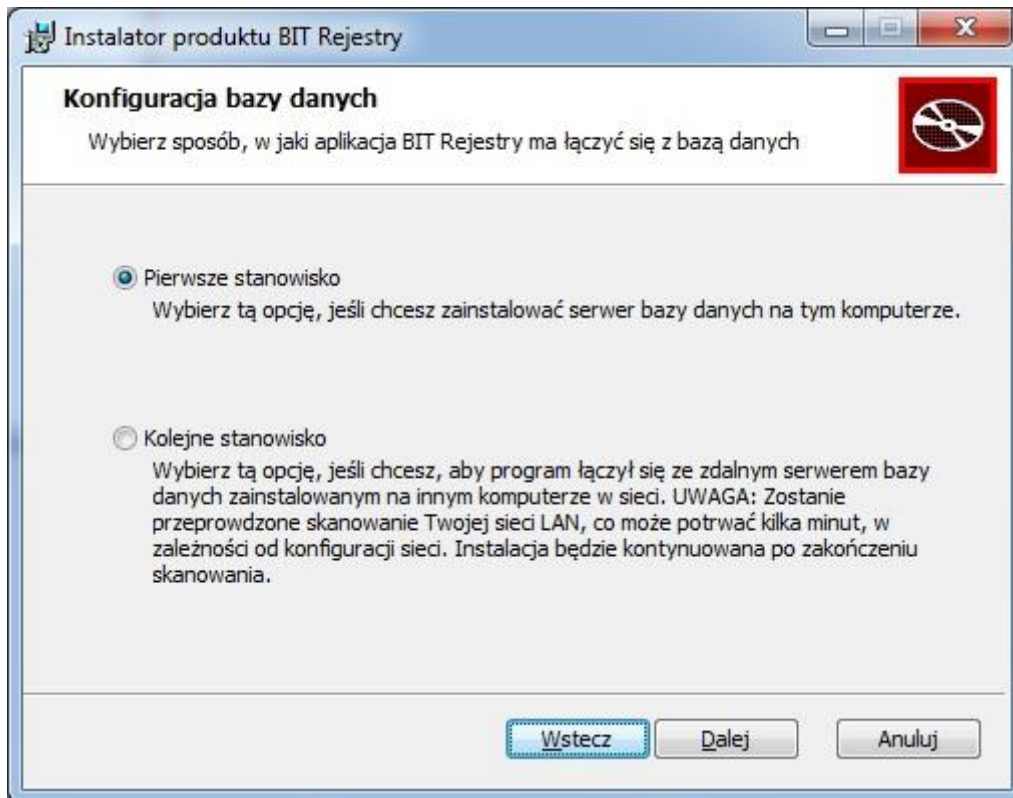 Instalator produktu BIT Rejestry
Konfiguracja bazy danych
Wybierz sposób, w jaki aplikacja BIT Rejestry ma łączyć się z bazą danych
Pierwsze stanowisko
Wybierz tą opcję, jeśli chcesz zainstalować serwer bazy danych na tym komputerze.
Kolejne stanowisko
Wybierz tą opcję, jeśli chcesz, aby program łączył się ze zdalnym serwerem bazy
danych zainstalowanym na innym komputerze w sieci. UWAGA: Zostanie
przeprwdzone skanowanie Twojej sieci LAN, co może potrwać kilka minut, w
zależności od konfiguracji sieci. Instalacja będzie kontynuowana po zakończeniu
skanowania.
Wstecz Dalej Anuluj